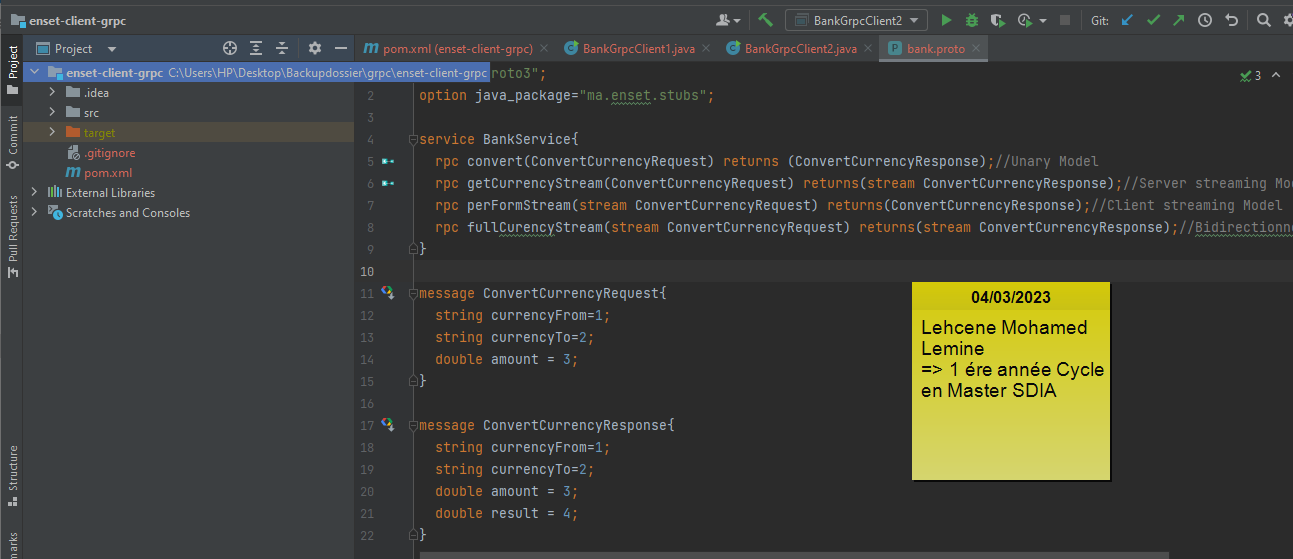 enset-client-grpc
BankGrpcClient2
Git:
Project
pom.xml (enset-client-grpc)
BankGrpcClient1.java
BankGrpcClient2.java
bank.proto
enset-client-grpc C:\Users\HP\Desktop\Backupdossier\grpc\enset-client-grpc
.idea
src
target
.gitignore
pom.xml
External Libraries
Scratches and Consoles
Project
Commit
Pull Requests
Structure
marks
roto3";
3
2 option java_package="ma.enset.stubs";
3
4 service BankService{
5 rpc convert(ConvertCurrencyRequest) returns (ConvertCurrencyResponse);//Unary Model
6 rpc getCurrencyStream(ConvertCurrencyRequest) returns(stream ConvertCurrencyResponse);//Server streaming Mo
7 rpc perFormStream(stream ConvertCurrencyRequest) returns(ConvertCurrencyResponse);//Client streaming Model
8 rpc fullCurencyStream(stream ConvertCurrencyRequest) returns(stream ConvertCurrencyResponse);//Bidirectionn
9 }
10
11 message ConvertCurrencyRequest{
12 string currencyFrom=1;
13 string currencyTo=2;
14 double amount = 3;
15 }
16
17 message ConvertCurrencyResponse{
18 string currencyFrom=1;
19 string currencyTo=2;
20 double amount = 3;
21 double result = 4;
22 }
04/03/2023
Lehcene Mohamed
Lemine
=> 1 ére année Cycle
en Master SDIA